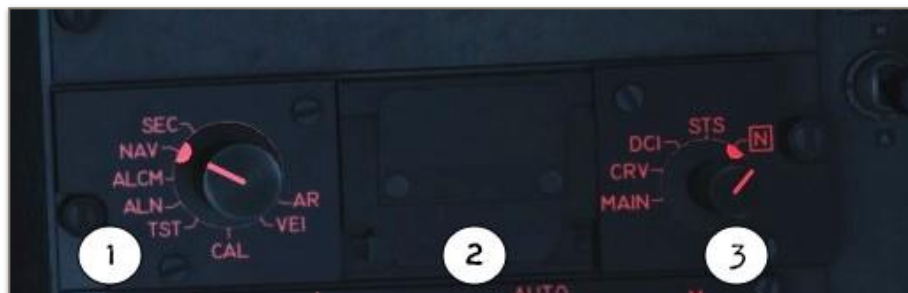 SEC
NAV
ALCM
ALN
TST
CAL
VEI
AR
STS
DCI
N
CRV
MAIN
1
2
3
AUTO